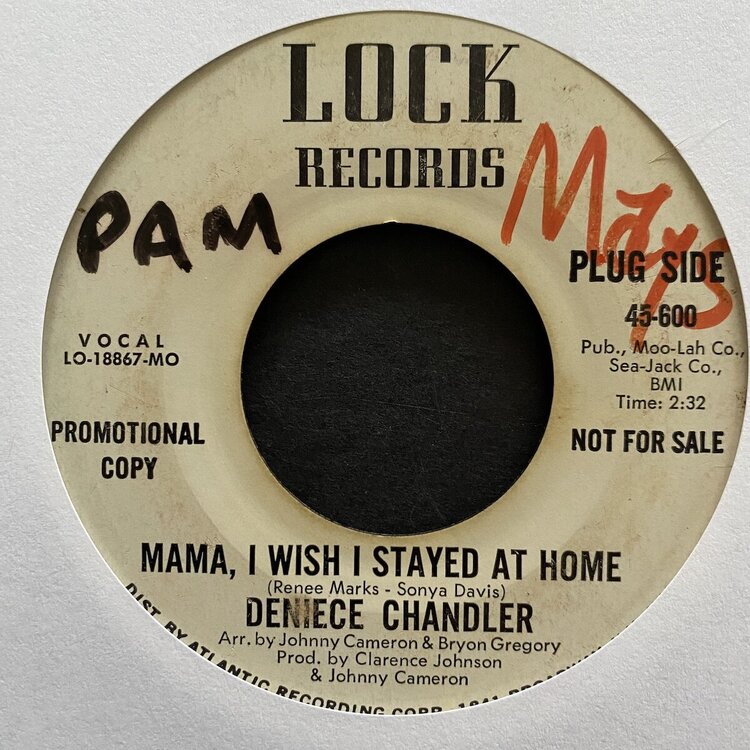 LOCK
RECORDS
PAM
Mays
PLUG SIDE
45-600
Pub., Moo-Lah Co.,
Sea-Jack Co.,
BMI
Time: 2:32
VOCAL
LO-18867-MO
PROMOTIONAL
COPY
NOT FOR SALE
MAMA, I WISH I STAYED AT HOME
(Renee Marks - Sonya Davis)
DENIECE CHANDLER
Arr. by Johnny Cameron & Bryon Gregory
Prod. by Clarence Johnson
& Johnny Cameron
DIST. BY ATLANTIC RECORDING CORP. 1841